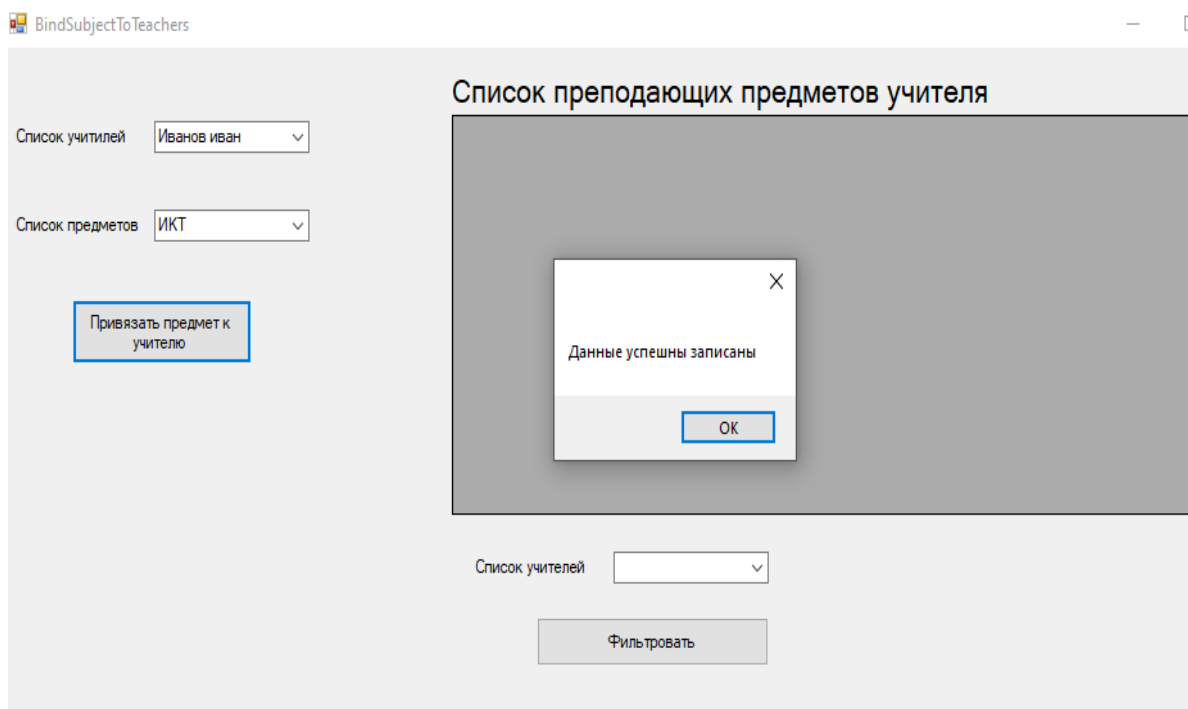 BindSubjectToTeachers
Список преподающих предметов учителя
Список учитилей
Иванов иван
Список предметов
ИКТ
Привязать предмет к
учителю
Данные успешны записаны
OK
Список учителей
Фильтровать